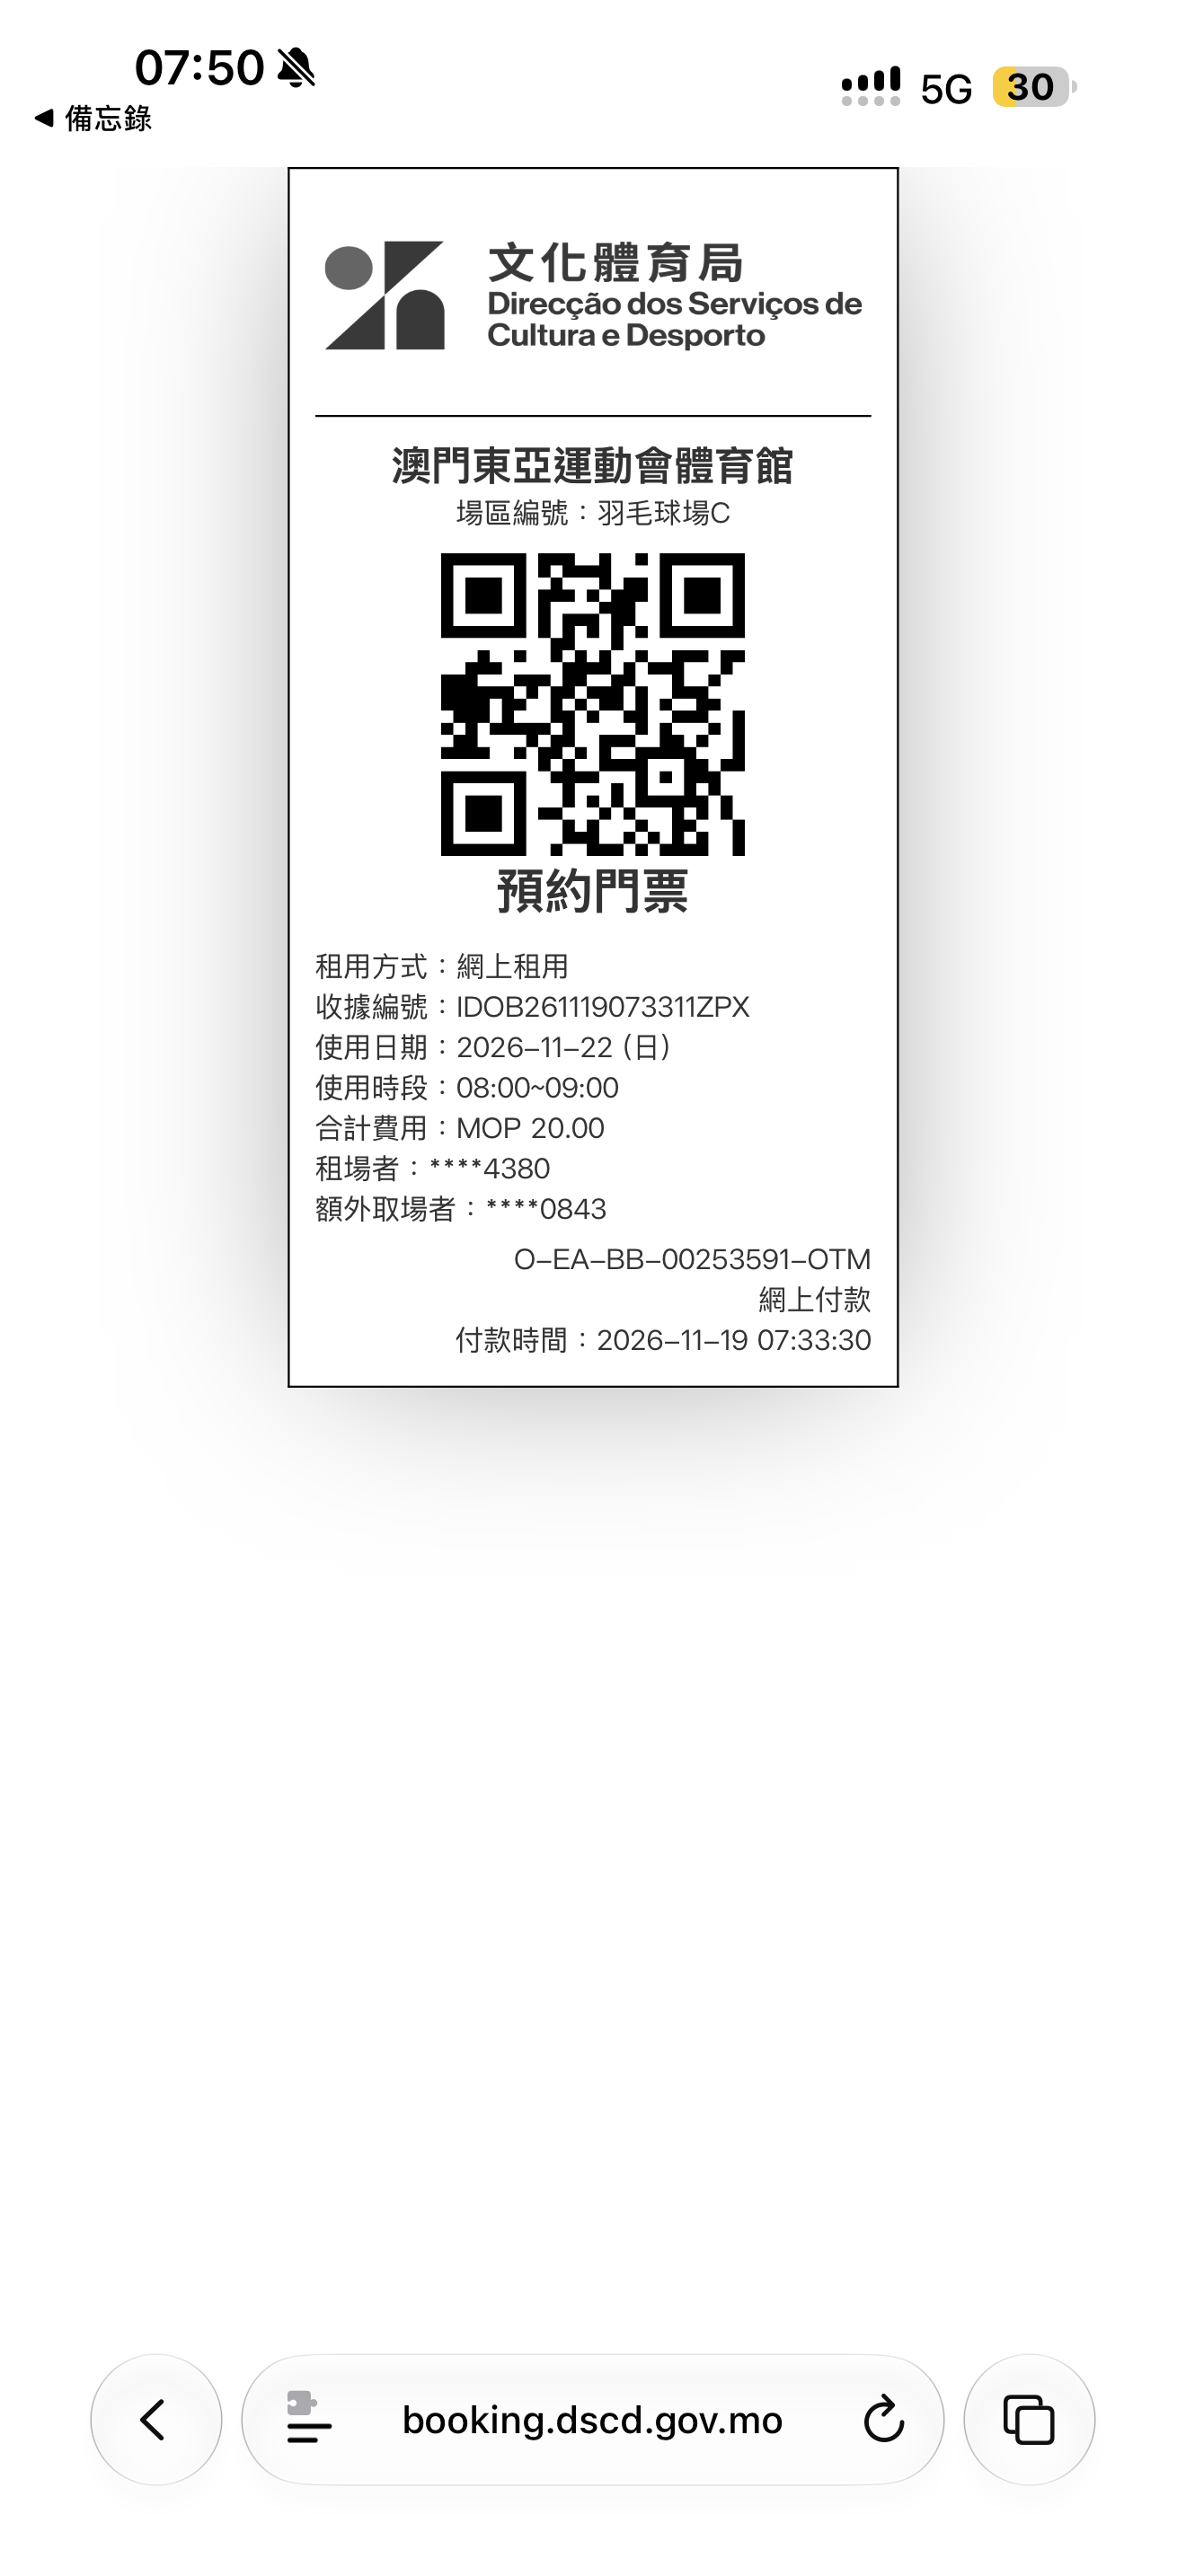 07:50
5G
30
備忘錄
文化體育局
Direcção dos Serviços de
Cultura e Desporto
澳門東亞運動會體育館
場區編號：羽毛球場C
預約門票
租用方式：網上租用
收據編號：IDOB261119073311ZPX
使用日期：2026-11-22 (日)
使用時段：08:00~09:00
合計費用：MOP 20.00
租場者：****4380
額外取場者：****0843
O-EA-BB-00253591-OTM
網上付款
付款時間：2026-11-19 07:33:30
booking.dscd.gov.mo